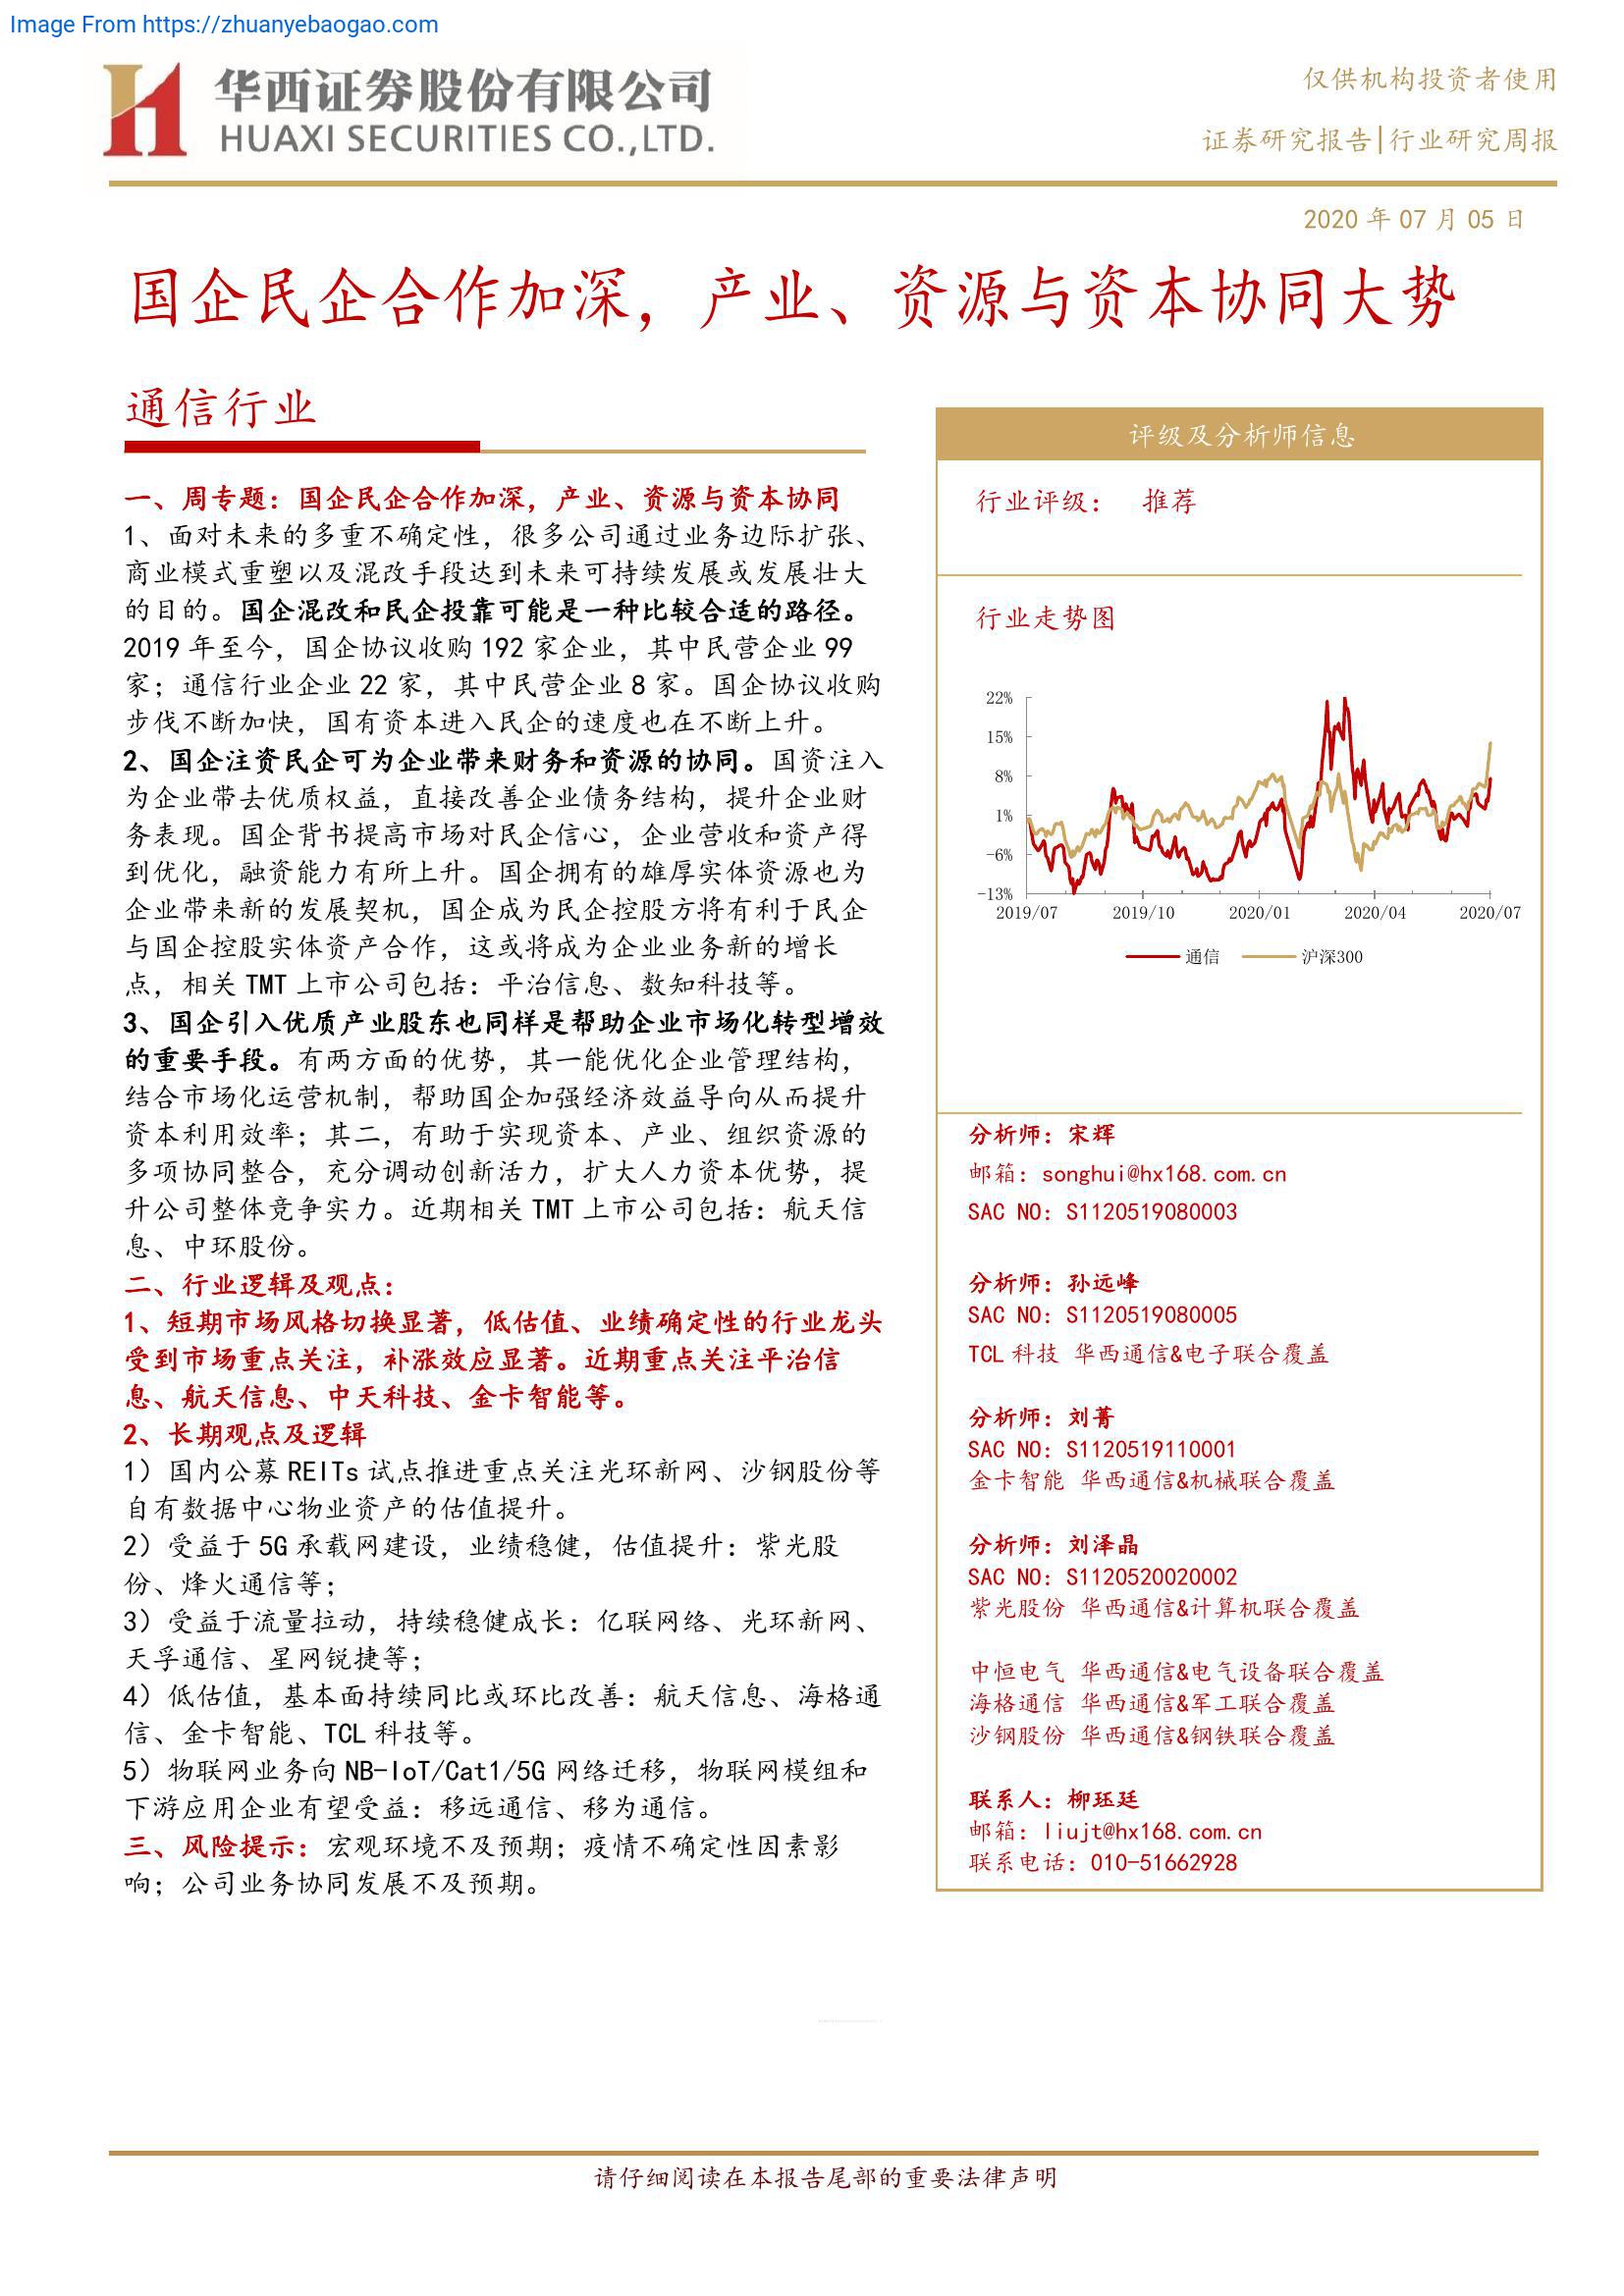 Image From https://zhuanyebaogao.com
华西证券股份有限公司
HUAXI SECURITIES CO.,LTD.
仅供机构投资者使用
证券研究报告|行业研究周报
2020 年 07 月 05 日
国企民企合作加深，产业、资源与资本协同大势
通信行业
一、周专题：国企民企合作加深，产业、资源与资本协同
1、面对未来的多重不确定性，很多公司通过业务边际扩张、
商业模式重塑以及混改手段达到未来可持续发展或发展壮大
的目的。国企混改和民企投靠可能是一种比较合适的路径。
2019 年至今，国企协议收购 192 家企业，其中民营企业 99
家；通信行业企业 22 家，其中民营企业 8 家。国企协议收购
步伐不断加快，国有资本进入民企的速度也在不断上升。
2、国企注资民企可为企业带来财务和资源的协同。国资注入
为企业带去优质权益，直接改善企业债务结构，提升企业财
务表现。国企背书提高市场对民企信心，企业营收和资产得
到优化，融资能力有所上升。国企拥有的雄厚实体资源也为
企业带来新的发展契机，国企成为民企控股方将有利于民企
与国企控股实体资产合作，这或将成为企业业务新的增长
点，相关 TMT 上市公司包括：平治信息、数知科技等。
3、国企引入优质产业股东也同样是帮助企业市场化转型增效
的重要手段。有两方面的优势，其一能优化企业管理结构，
结合市场化运营机制，帮助国企加强经济效益导向从而提升
资本利用效率；其二，有助于实现资本、产业、组织资源的
多项协同整合，充分调动创新活力，扩大人力资本优势，提
升公司整体竞争实力。近期相关 TMT 上市公司包括：航天信
息、中环股份。
二、行业逻辑及观点：
1、短期市场风格切换显著，低估值、业绩确定性的行业龙头
受到市场重点关注，补涨效应显著。近期重点关注平治信
息、航天信息、中天科技、金卡智能等。
2、长期观点及逻辑
1）国内公募 REITs 试点推进重点关注光环新网、沙钢股份等
自有数据中心物业资产的估值提升。
2）受益于 5G 承载网建设，业绩稳健，估值提升：紫光股
份、烽火通信等；
3）受益于流量拉动，持续稳健成长：亿联网络、光环新网、
天孚通信、星网锐捷等；
4）低估值，基本面持续同比或环比改善：航天信息、海格通
信、金卡智能、TCL 科技等。
5）物联网业务向 NB-IoT/Cat1/5G 网络迁移，物联网模组和
下游应用企业有望受益：移远通信、移为通信。
三、风险提示：宏观环境不及预期；疫情不确定性因素影
响；公司业务协同发展不及预期。
评级及分析师信息
行业评级： 推荐
行业走势图
22%
15%
8%
1%
-6%
-13%
2019/07 2019/10 2020/01 2020/04 2020/07
通信 沪深300
分析师：宋辉
邮箱：songhui@hx168.com.cn
SAC NO：S1120519080003
分析师：孙远峰
SAC NO：S1120519080005
TCL 科技 华西通信&电子联合覆盖
分析师：刘菁
SAC NO：S1120519110001
金卡智能 华西通信&机械联合覆盖
分析师：刘泽晶
SAC NO：S1120520020002
紫光股份 华西通信&计算机联合覆盖
中恒电气 华西通信&电气设备联合覆盖
海格通信 华西通信&军工联合覆盖
沙钢股份 华西通信&钢铁联合覆盖
联系人：柳珏廷
邮箱：liujt@hx168.com.cn
联系电话：010-51662928
请仔细阅读在本报告尾部的重要法律声明